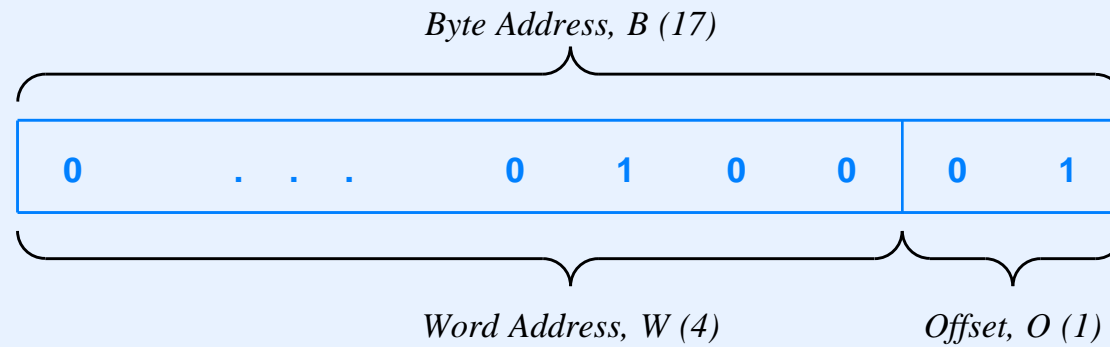 Byte Address, B (17)
0 . . . 0 1 0 0 0 1
Word Address, W (4) Offset, O (1)